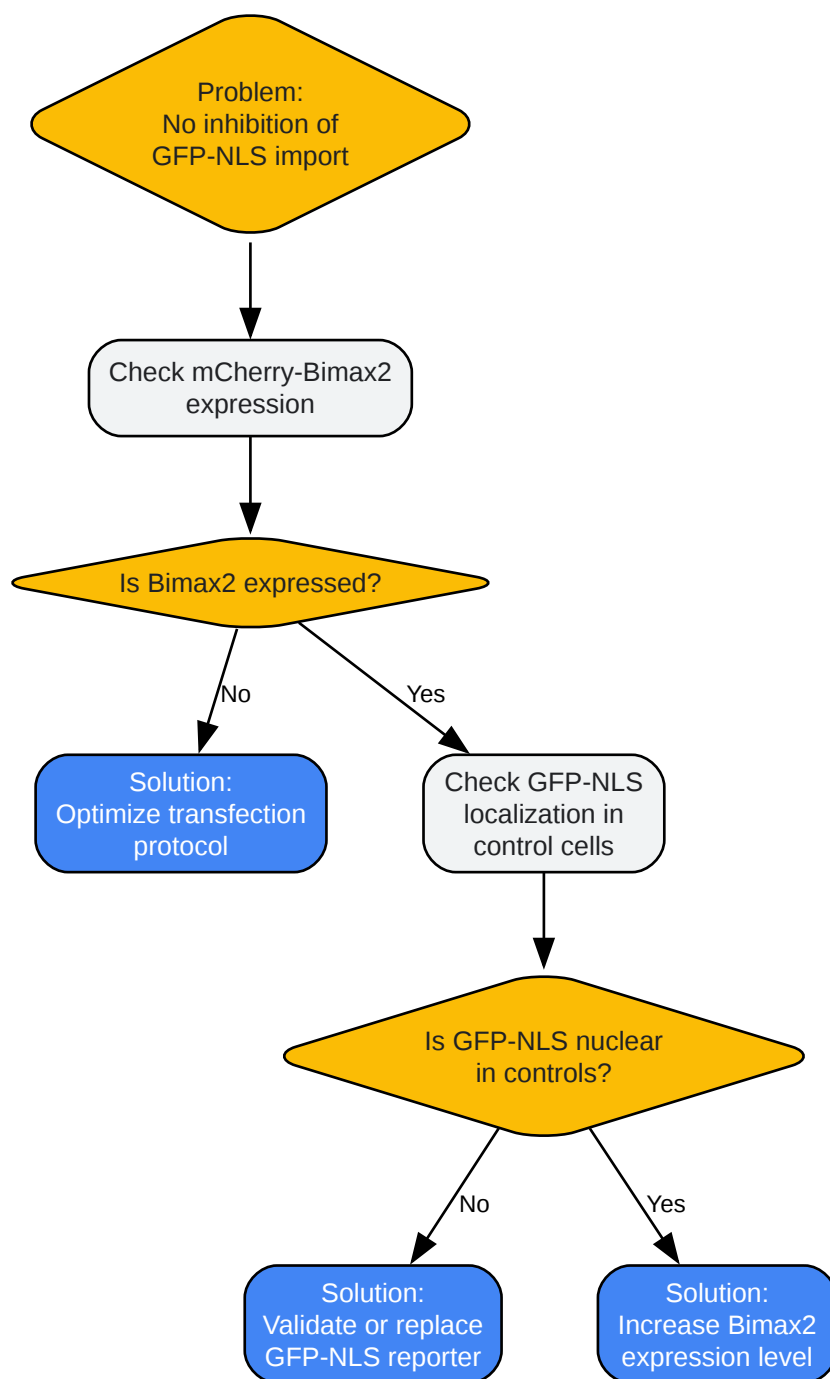 Problem:
No inhibition of
GFP-NLS import
Check mCherry-Bimax2
expression
Is Bimax2 expressed?
No
Yes
Solution:
Optimize transfection
protocol
Check GFP-NLS
localization in
control cells
Is GFP-NLS nuclear
in controls?
No
Yes
Solution:
Validate or replace
GFP-NLS reporter
Solution:
Increase Bimax2
expression level